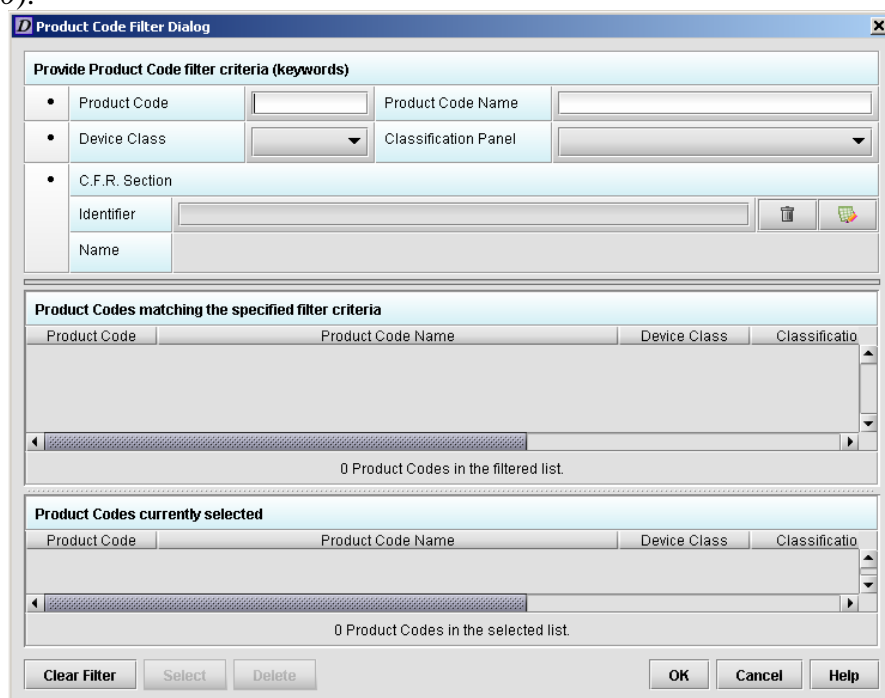 0).
D Product Code Filter Dialog
Provide Product Code filter criteria (keywords)
• Product Code Product Code Name
• Device Class Classification Panel
• C.F.R. Section
Identifier
Name
Product Codes matching the specified filter criteria
Product Code Product Code Name Device Class Classificatio
0 Product Codes in the filtered list.
Product Codes currently selected
Product Code Product Code Name Device Class Classificatio
0 Product Codes in the selected list.
Clear Filter Select Delete OK Cancel Help